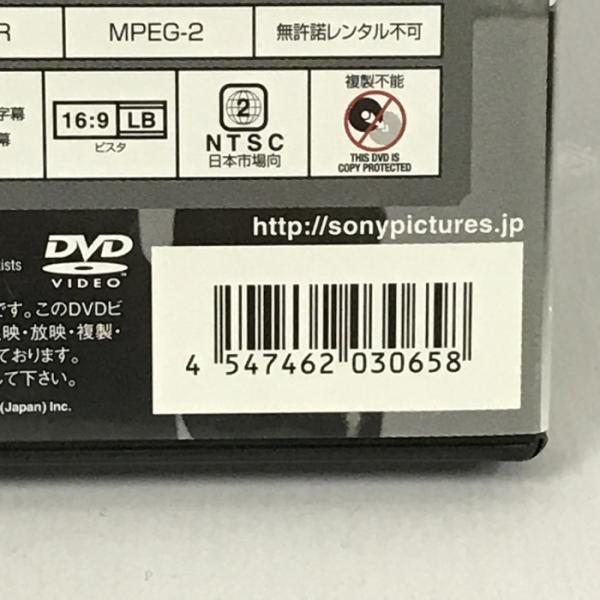 R
MPEG-2
無許諾レンタル不可
字幕
幕
16:9 LB
ビスタ
2
NTSC
日本市場向
複製不能
THIS DVD IS
COPY PROTECTED
http://sonypictures.jp
ists
DVD
VIDEO
です。このDVDビ
映・放映・複製・
ております。
して下さい。
(Japan) Inc.
4 547462 030658